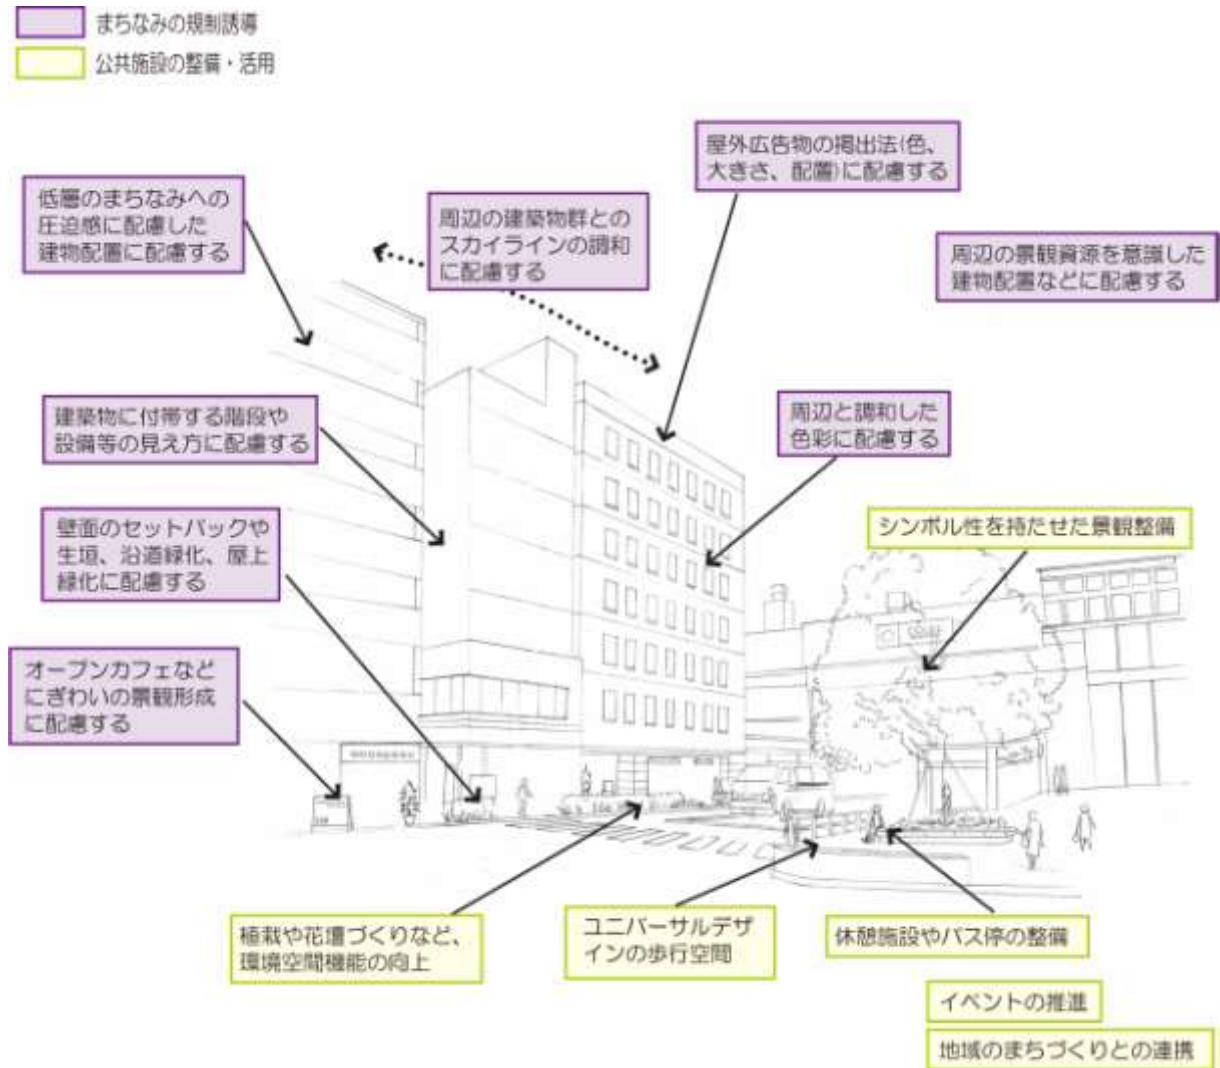 まちなみの規制誘導
公共施設の整備・活用
屋外広告物の掲出法(色、
大きさ、配置)に配慮する
低層のまちなみへの
圧迫感に配慮した
建物配置に配慮する
周辺の建築物群との
スカイラインの調和
に配慮する
周辺の景観資源を意識した
建物配置などに配慮する
建築物に付帯する階段や
設備等の見え方に配慮する
周辺と調和した
色彩に配慮する
壁面のセットバックや
生垣、沿道緑化、屋上
緑化に配慮する
シンボル性を持たせた景観整備
オープンカフェなど
にぎわいの景観形成
に配慮する
植栽や花壇づくりなど、
環境空間機能の向上
ユニバーサルデザ
インの歩行空間
休憩施設やバス停の整備
イベントの推進
地域のまちづくりとの連携